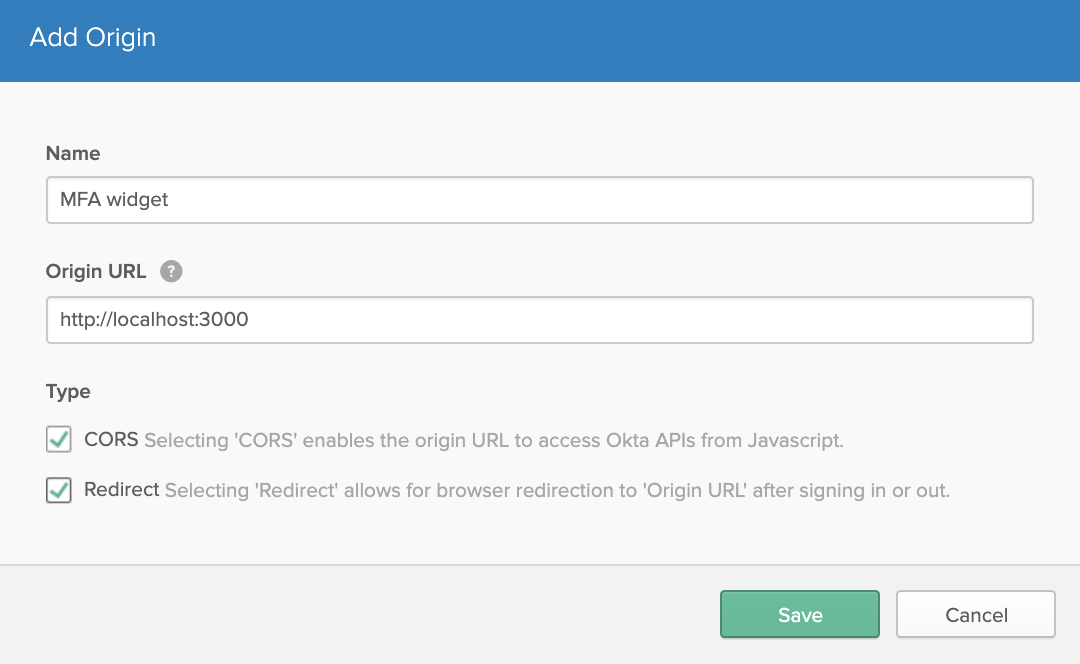 Add Origin
Name
MFA widget
Origin URL ?
http://localhost:3000
Type
CORS Selecting 'CORS' enables the origin URL to access Okta APIs from Javascript.
Redirect Selecting 'Redirect' allows for browser redirection to 'Origin URL' after signing in or out.
Save Cancel